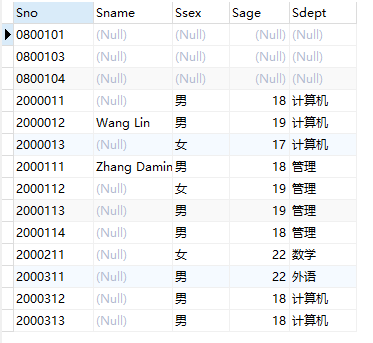 Sno Sname Ssex Sage Sdept
0800101 (Null) (Null) (Null) (Null)
0800103 (Null) (Null) (Null) (Null)
0800104 (Null) (Null) (Null) (Null)
2000011 (Null) 男 18 计算机
2000012 Wang Lin 男 19 计算机
2000013 (Null) 女 17 计算机
2000111 Zhang Damin 男 18 管理
2000112 (Null) 女 19 管理
2000113 (Null) 男 19 管理
2000114 (Null) 男 18 管理
2000211 (Null) 女 22 数学
2000311 (Null) 男 22 外语
2000312 (Null) 男 18 计算机
2000313 (Null) 男 18 计算机